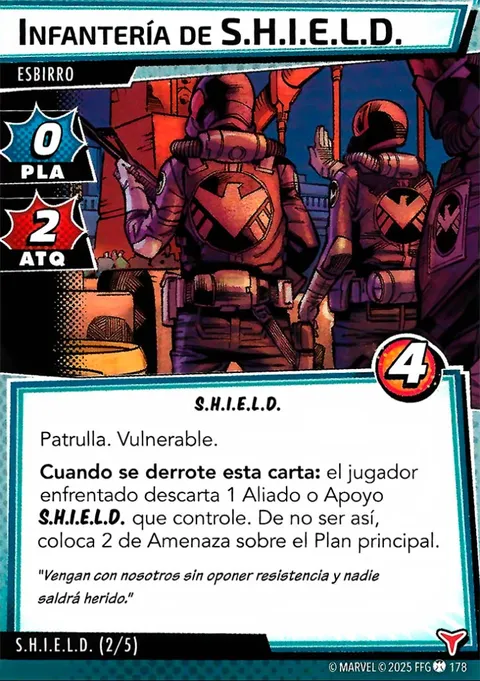 INFANTERÍA DE S.H.I.E.L.D.
ESBIRRO
0
PLA
2
ATQ
4
S.H.I.E.L.D.
Patrulla. Vulnerable.
Cuando se derrote esta carta: el jugador
enfrentado descarta 1 Aliado o Apoyo
S.H.I.E.L.D. que controle. De no ser así,
coloca 2 de Amenaza sobre el Plan principal.
"Vengan con nosotros sin oponer resistencia y nadie
saldrá herido."
S.H.I.E.L.D. (2/5)
© MARVEL © 2025 FFG 178